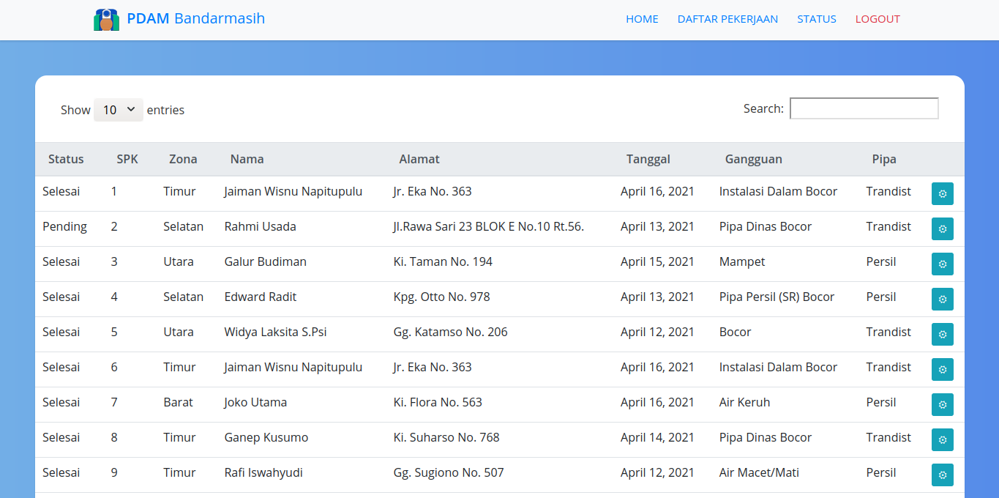 PDAM Bandarmasih HOME DAFTAR PEKERJAAN STATUS LOGOUT
Show 10 entries Search:
Status SPK Zona Nama Alamat Tanggal Gangguan Pipa
Selesai 1 Timur Jaiman Wisnu Napitupulu Jr. Eka No. 363 April 16, 2021 Instalasi Dalam Bocor Trandist
Pending 2 Selatan Rahmi Usada Jl.Rawa Sari 23 BLOK E No.10 Rt.56. April 13, 2021 Pipa Dinas Bocor Trandist
Selesai 3 Utara Galur Budiman Ki. Taman No. 194 April 15, 2021 Mampet Persil
Selesai 4 Selatan Edward Radit Kpg. Otto No. 978 April 13, 2021 Pipa Persil (SR) Bocor Persil
Selesai 5 Utara Widya Laksita S.Psi Gg. Katamso No. 206 April 12, 2021 Bocor Trandist
Selesai 6 Timur Jaiman Wisnu Napitupulu Jr. Eka No. 363 April 16, 2021 Instalasi Dalam Bocor Trandist
Selesai 7 Barat Joko Utama Ki. Flora No. 563 April 16, 2021 Air Keruh Persil
Selesai 8 Timur Ganep Kusumo Ki. Suharso No. 768 April 14, 2021 Pipa Dinas Bocor Trandist
Selesai 9 Timur Rafi Iswahyudi Gg. Sugiono No. 507 April 12, 2021 Air Macet/Mati Persil